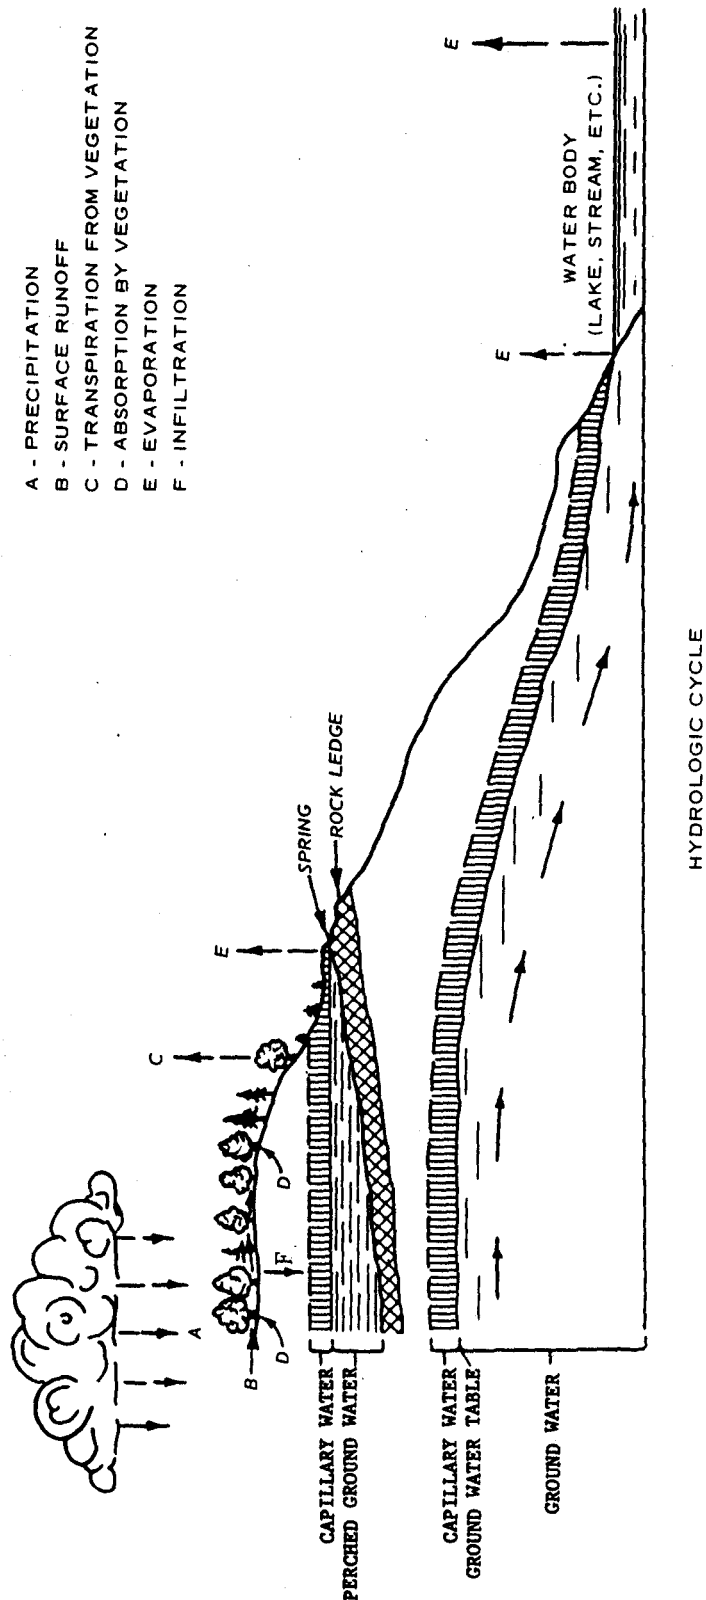 A - PRECIPITATION
B - SURFACE RUNOFF
C - TRANSPIRATION FROM VEGETATION
D - ABSORPTION BY VEGETATION
E - EVAPORATION
F - INFILTRATION
A
B
D
F
D
C
E
SPRING
ROCK LEDGE
E
E
WATER BODY
(LAKE, STREAM, ETC.)
CAPILLARY WATER
PERCHED GROUND WATER
CAPILLARY WATER
GROUND WATER TABLE
GROUND WATER
HYDROLOGIC CYCLE